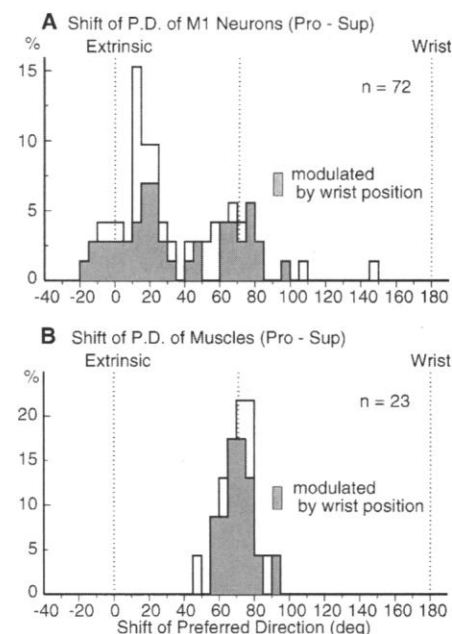 A Shift of P.D. of M1 Neurons (Pro - Sup)
% Extrinsic Wrist
15
n = 72
10
modulated
by wrist position
5
0
-40 -20 0 20 40 60 80 100 120 140 160 180
B Shift of P.D. of Muscles (Pro - Sup)
Extrinsic Wrist
%
20
n = 23
15
10
modulated
by wrist position
5
0
-40 -20 0 20 40 60 80 100 120 140 160 180
Shift of Preferred Direction (deg)